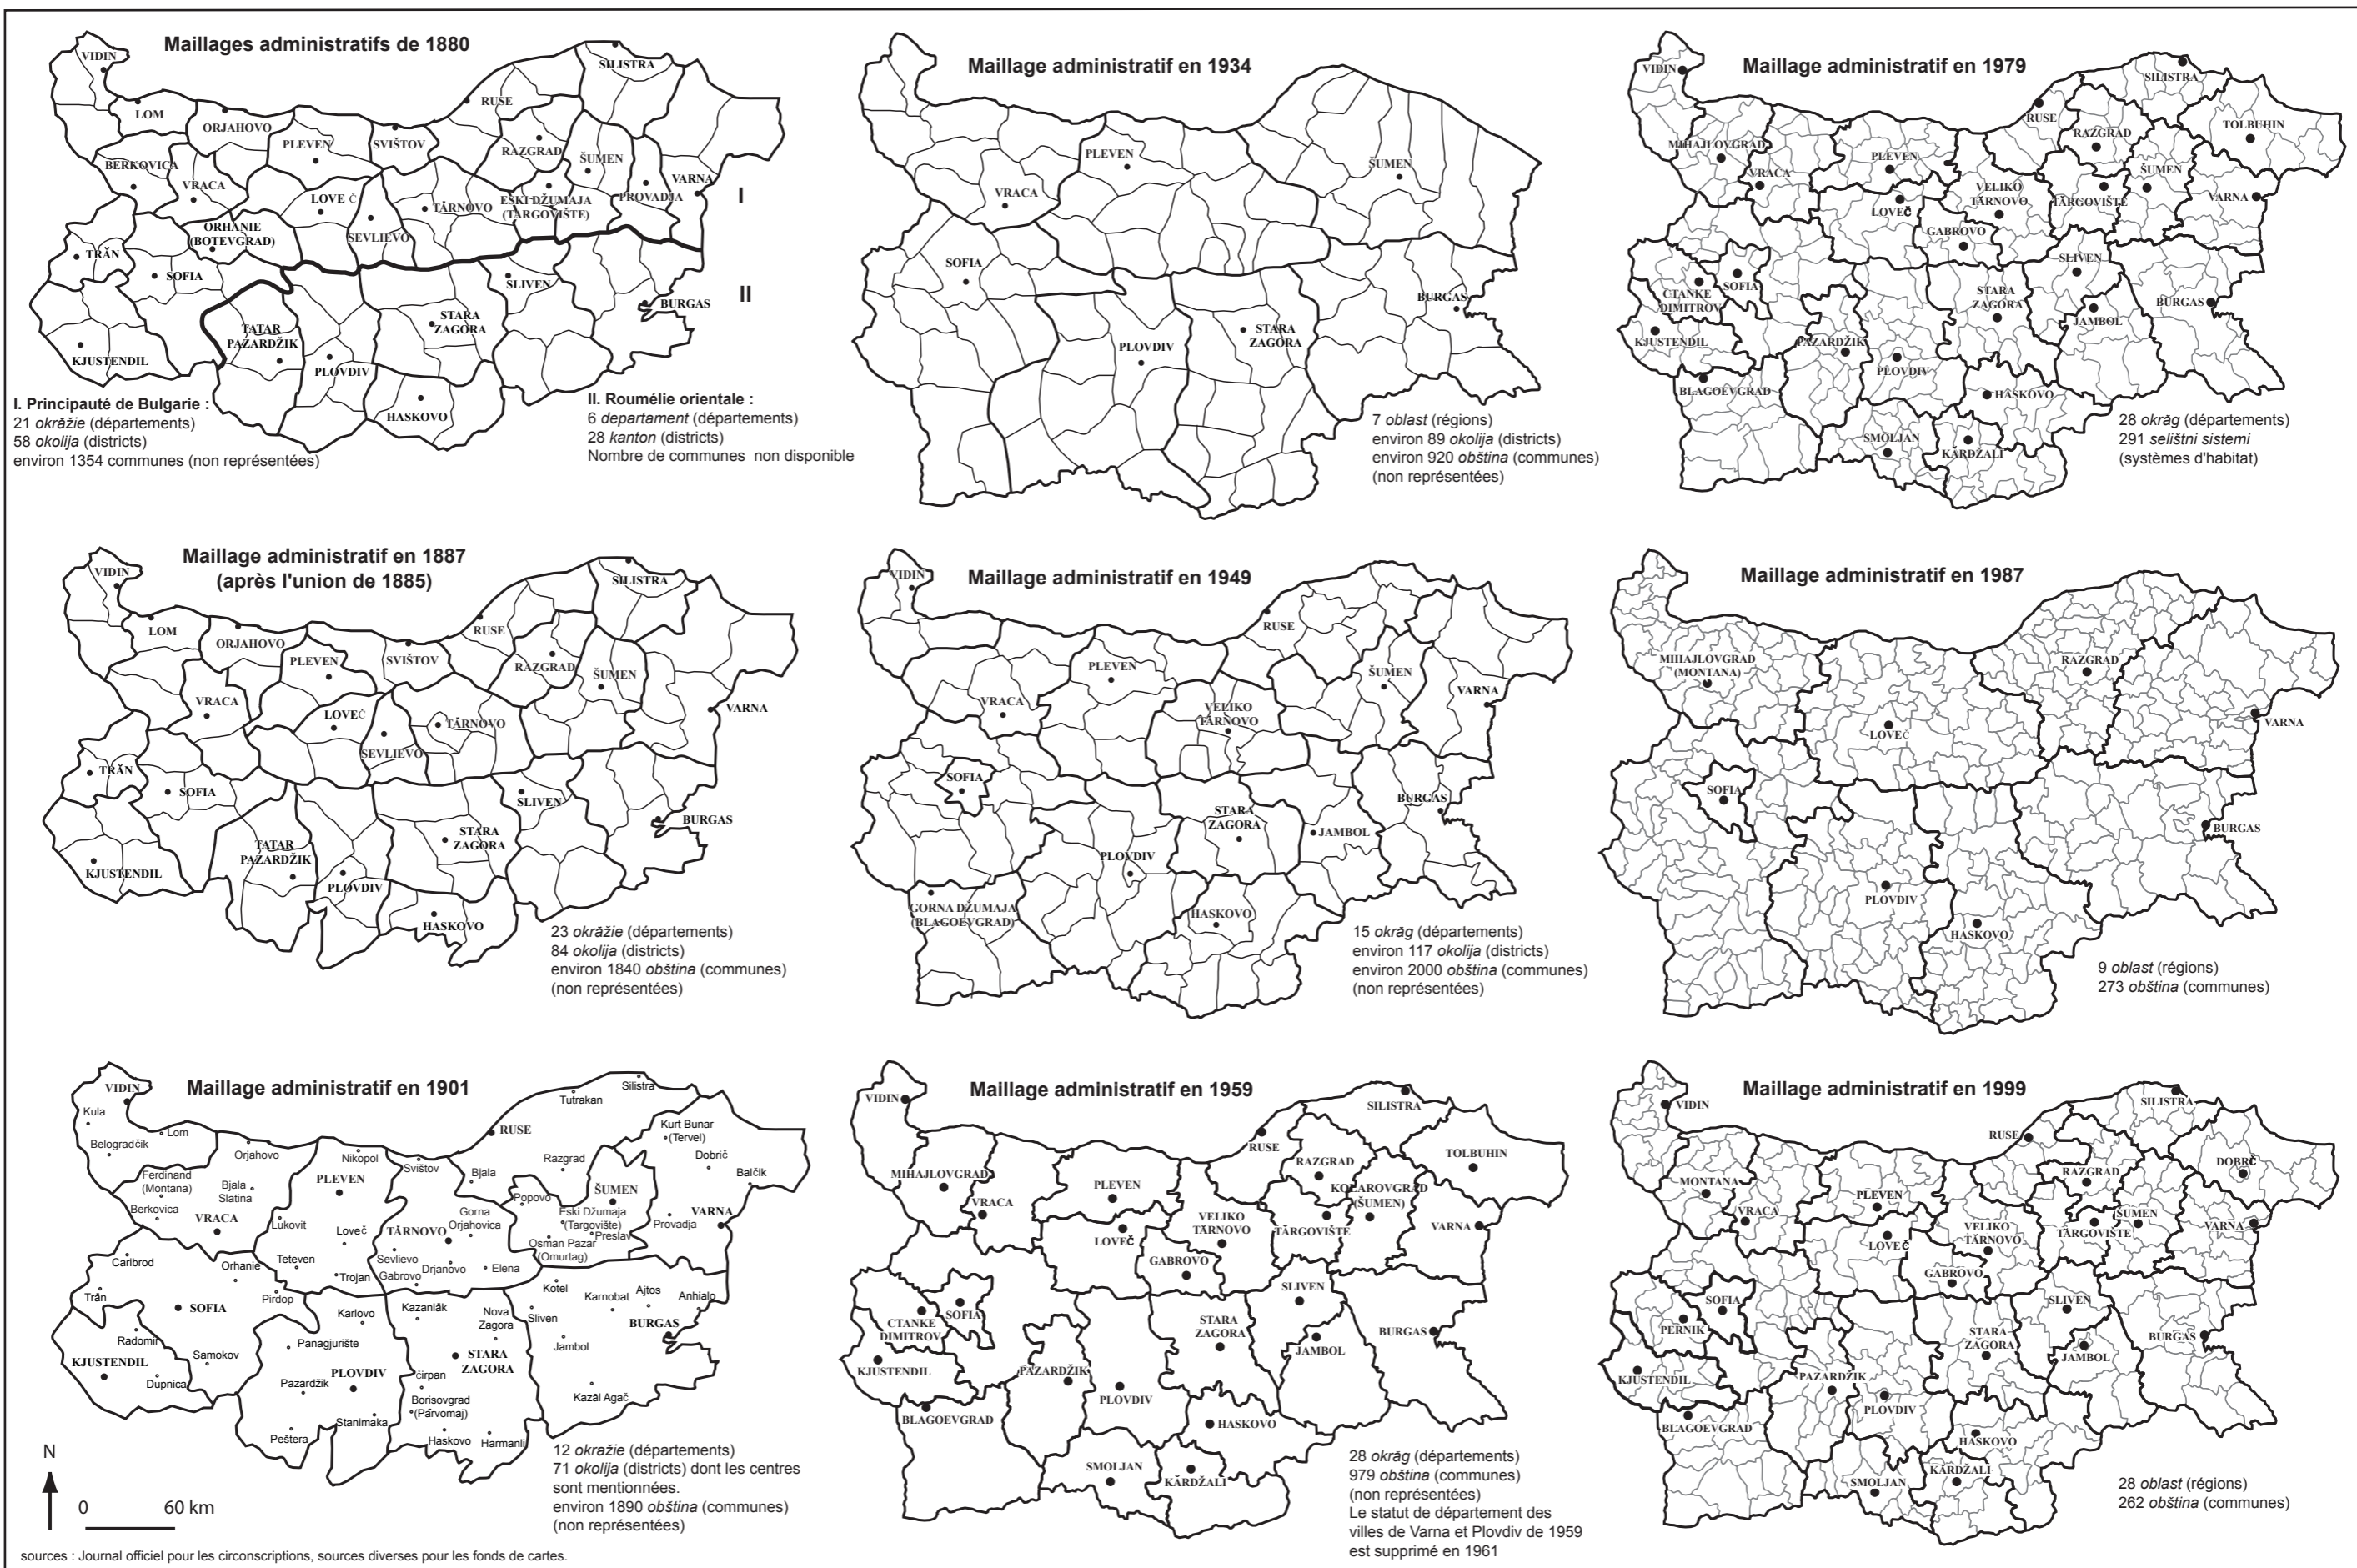 Maillages administratifs de 1880
VIDIN
LOM
ORJAHOVO
BERKOVICA
VRACA
PLEVEN
SVIŠTOV
RUSE
SILISTRA
RAZGRAD
ŠUMEN
VARNA
PROVADJA
EŠKI DŽUMAJA
(TARGOVIŠTE)
LOVEČ
TĂRNOVO
SEVLIEVO
ORHANIE
(BOTEVGRAD)
TRĂN
SOFIA
KJUSTENDIL
TATAR
PAZARDŽIK
PLOVDIV
STARA
ZAGORA
SLIVEN
BURGAS
HASKOVO
I
II
I. Principauté de Bulgarie :
21 okrăžie (départements)
58 okolija (districts)
environ 1354 communes (non représentées)
II. Roumélie orientale :
6 departament (départements)
28 kanton (districts)
Nombre de communes non disponible
Maillage administratif en 1934
PLEVEN
VRACA
ŠUMEN
SOFIA
BURGAS
STARA
ZAGORA
PLOVDIV
7 oblast (régions)
environ 89 okolija (districts)
environ 920 obština (communes)
(non représentées)
Maillage administratif en 1979
VIDIN
SILISTRA
RUSE
TOLBUHIN
RAZGRAD
MIHAJLOVGRAD
VRACA
PLEVEN
ŠUMEN
VELIKO
TĂRNOVO
TĂRGOVIŠTE
VARNA
LOVEČ
GABROVO
SLIVEN
SOFIA
CTANKE
DIMITROV
STARA
ZAGORA
BURGAS
JAMBOL
KJUSTENDIL
PAZARDŽIK
PLOVDIV
BLAGOEVGRAD
HASKOVO
SMOLJAN
KĂRDŽALI
28 okrăg (départements)
291 selištni sistemi
(systèmes d'habitat)
Maillage administratif en 1887
(après l'union de 1885)
VIDIN
SILISTRA
LOM
ORJAHOVO
RUSE
PLEVEN
SVIŠTOV
RAZGRAD
ŠUMEN
VRACA
LOVEČ
TĂRNOVO
VARNA
SEVLIEVO
TRĂN
SOFIA
SLIVEN
BURGAS
STARA
ZAGORA
TATAR
PAZARDŽIK
KJUSTENDIL
PLOVDIV
HASKOVO
23 okrăžie (départements)
84 okolija (districts)
environ 1840 obština (communes)
(non représentées)
Maillage administratif en 1949
VIDIN
RUSE
PLEVEN
ŠUMEN
VARNA
VRACA
VELIKO
TĂRNOVO
SOFIA
BURGAS
STARA
ZAGORA
JAMBOL
PLOVDIV
GORNA DŽUMAJA
(BLAGOEVGRAD)
HASKOVO
15 okrăg (départements)
environ 117 okolija (districts)
environ 2000 obština (communes)
(non représentées)
Maillage administratif en 1987
MIHAJLOVGRAD
(MONTANA)
RAZGRAD
VARNA
LOVEČ
SOFIA
BURGAS
PLOVDIV
HASKOVO
9 oblast (régions)
273 obština (communes)
Maillage administratif en 1901
VIDIN
Kula
Lom
Belogradčik
Silistra
Tutrakan
RUSE
Kurt Bunar
(Tervel)
Dobrič
Balčik
Orjahovo
Nikopol
Svištov
Bjala
Razgrad
Ferdinand
(Montana)
Bjala
Slatina
PLEVEN
Popovo
ŠUMEN
Berkovica
VRACA
Lukovit
Loveč
TĂRNOVO
Gorna
Orjahovica
Eski Džumaja
(Targovište)
Preslav
Provadja
VARNA
Osman Pazar
(Omurtag)
Caribrod
Orhanie
Teteven
Trojan
Sevlievo
Gabrovo
Drjanovo
Elena
Kotel
Karnobat
Ajtos
Anhialo
Trăn
SOFIA
Pirdop
Karlovo
Kazanlăk
Nova
Zagora
Sliven
BURGAS
Radomir
Samokov
Panagjurište
Jambol
KJUSTENDIL
Dupnica
Pazardžik
PLOVDIV
STARA
ZAGORA
čirpan
Borisovgrad
(Părvomaj)
Kazăl Agač
Stanimaka
Peštera
Haskovo
Harmanli
12 okražie (départements)
71 okolija (districts) dont les centres
sont mentionnées.
environ 1890 obština (communes)
(non représentées)
N
0 60 km
Maillage administratif en 1959
VIDIN
SILISTRA
RUSE
TOLBUHIN
RAZGRAD
MIHAJLOVGRAD
VRACA
PLEVEN
KOLAROVGRAD
(ŠUMEN)
VELIKO
TĂRNOVO
TĂRGOVIŠTE
VARNA
LOVEČ
GABROVO
SLIVEN
SOFIA
CTANKE
DIMITROV
STARA
ZAGORA
BURGAS
JAMBOL
KJUSTENDIL
PAZARDŽIK
PLOVDIV
BLAGOEVGRAD
HASKOVO
SMOLJAN
KĂRDŽALI
28 okrăg (départements)
979 obština (communes)
(non représentées)
Le statut de département des
villes de Varna et Plovdiv de 1959
est supprimé en 1961
Maillage administratif en 1999
VIDIN
SILISTRA
RUSE
DOBRČ
RAZGRAD
MONTANA
VRACA
PLEVEN
ŠUMEN
VELIKO
TĂRNOVO
TĂRGOVIŠTE
VARNA
LOVEČ
GABROVO
SLIVEN
SOFIA
PERNIK
STARA
ZAGORA
BURGAS
JAMBOL
KJUSTENDIL
PAZARDŽIK
PLOVDIV
BLAGOEVGRAD
HASKOVO
KĂRDŽALI
SMOLJAN
28 oblast (régions)
262 obština (communes)
sources : Journal officiel pour les circonscriptions, sources diverses pour les fonds de cartes.